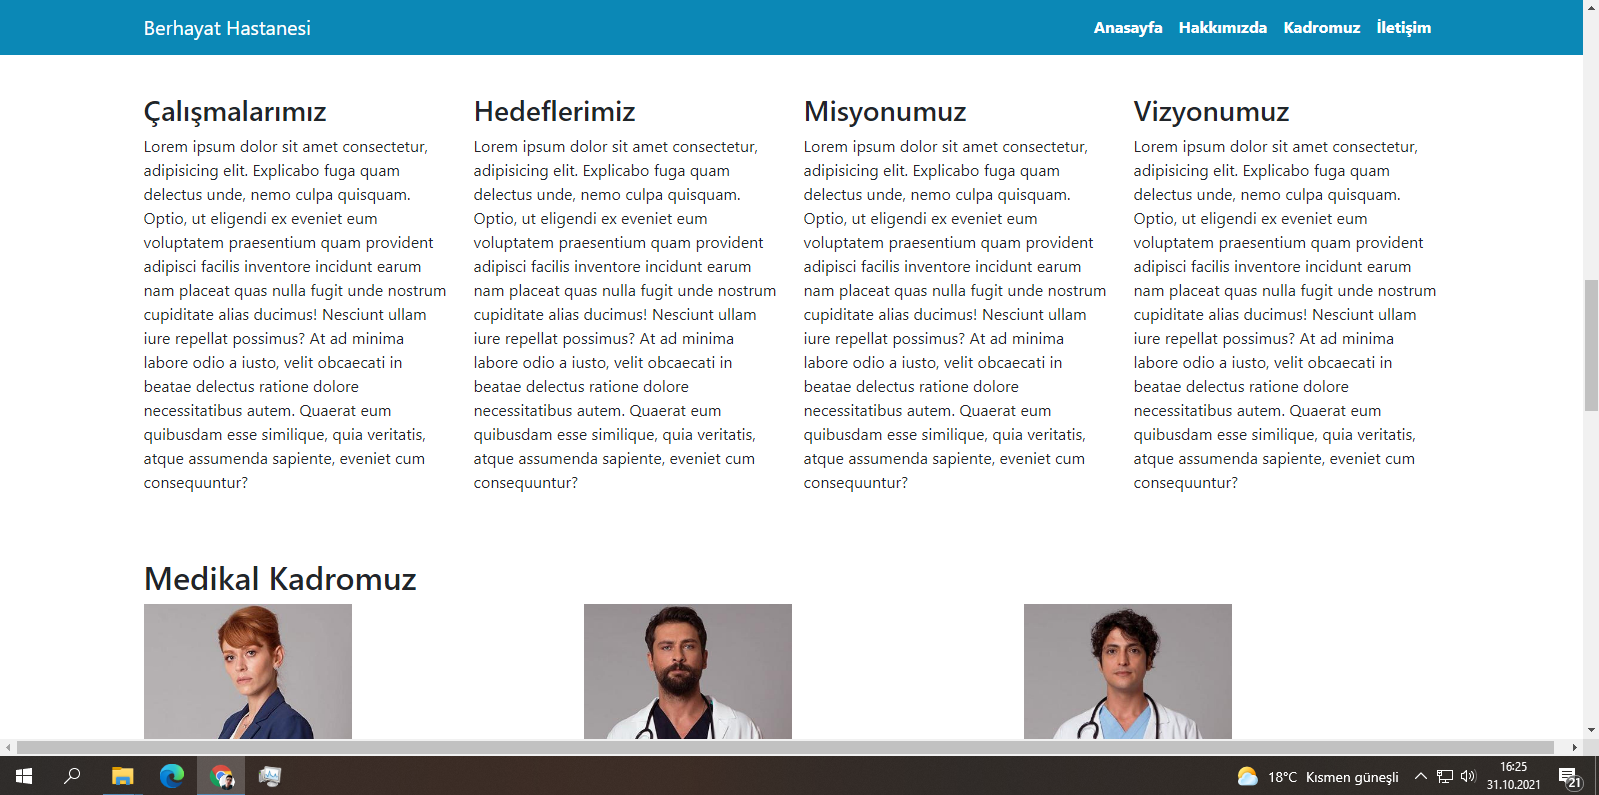 Berhayat Hastanesi
Anasayfa Hakkımızda Kadromuz İletişim
Çalışmalarımız
Lorem ipsum dolor sit amet consectetur,
adipisicing elit. Explicabo fuga quam
delectus unde, nemo culpa quisquam.
Optio, ut eligendi ex eveniet eum
voluptatem praesentium quam provident
adipisci facilis inventore incidunt earum
nam placeat quas nulla fugit unde nostrum
cupiditate alias ducimus! Nesciunt ullam
iure repellat possimus? At ad minima
labore odio a iusto, velit obcaecati in
beatae delectus ratione dolore
necessitatibus autem. Quaerat eum
quibusdam esse similique, quia veritatis,
atque assumenda sapiente, eveniet cum
consequuntur?
Hedeflerimiz
Lorem ipsum dolor sit amet consectetur,
adipisicing elit. Explicabo fuga quam
delectus unde, nemo culpa quisquam.
Optio, ut eligendi ex eveniet eum
voluptatem praesentium quam provident
adipisci facilis inventore incidunt earum
nam placeat quas nulla fugit unde nostrum
cupiditate alias ducimus! Nesciunt ullam
iure repellat possimus? At ad minima
labore odio a iusto, velit obcaecati in
beatae delectus ratione dolore
necessitatibus autem. Quaerat eum
quibusdam esse similique, quia veritatis,
atque assumenda sapiente, eveniet cum
consequuntur?
Misyonumuz
Lorem ipsum dolor sit amet consectetur,
adipisicing elit. Explicabo fuga quam
delectus unde, nemo culpa quisquam.
Optio, ut eligendi ex eveniet eum
voluptatem praesentium quam provident
adipisci facilis inventore incidunt earum
nam placeat quas nulla fugit unde nostrum
cupiditate alias ducimus! Nesciunt ullam
iure repellat possimus? At ad minima
labore odio a iusto, velit obcaecati in
beatae delectus ratione dolore
necessitatibus autem. Quaerat eum
quibusdam esse similique, quia veritatis,
atque assumenda sapiente, eveniet cum
consequuntur?
Vizyonumuz
Lorem ipsum dolor sit amet consectetur,
adipisicing elit. Explicabo fuga quam
delectus unde, nemo culpa quisquam.
Optio, ut eligendi ex eveniet eum
voluptatem praesentium quam provident
adipisci facilis inventore incidunt earum
nam placeat quas nulla fugit unde nostrum
cupiditate alias ducimus! Nesciunt ullam
iure repellat possimus? At ad minima
labore odio a iusto, velit obcaecati in
beatae delectus ratione dolore
necessitatibus autem. Quaerat eum
quibusdam esse similique, quia veritatis,
atque assumenda sapiente, eveniet cum
consequuntur?
Medikal Kadromuz
18°C Kısmen güneşli
16:25
31.10.2021
21